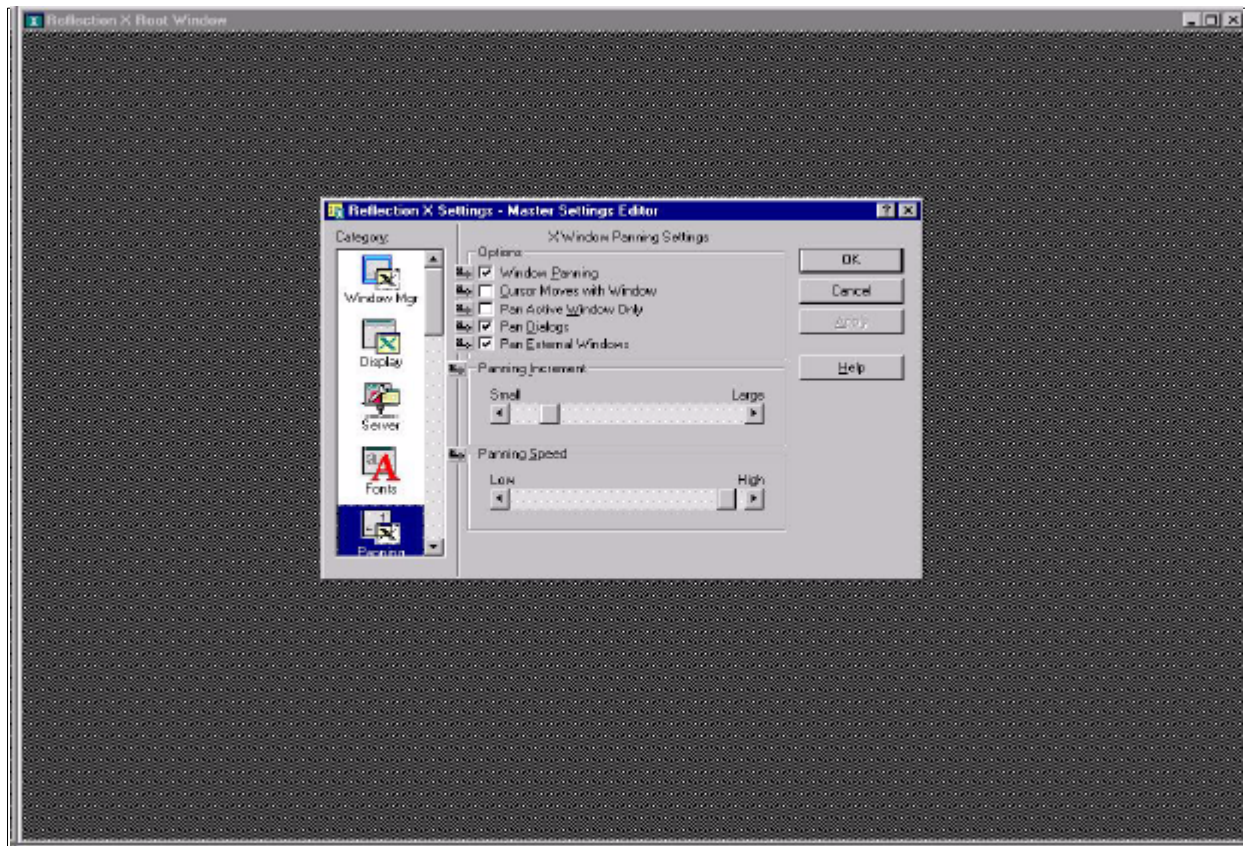 Reflection X Root Window
Reflection X Settings - Master Settings Editor
Category:
Window Mgr
Display
Server
Fonts
Panning
X Window Panning Settings
Options
Window Panning
Cursor Moves with Window
Pan Active Window Only
Pan Dialogs
Pan External Windows
Panning Increment
Small Large
Panning Speed
Low High
OK
Cancel
Apply
Help